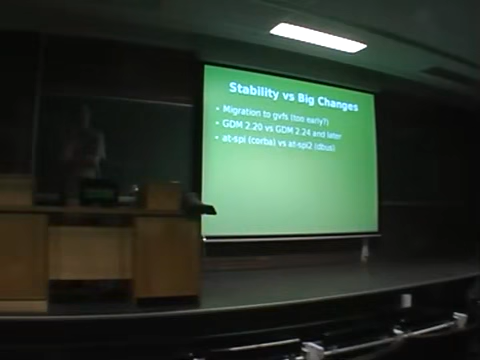 Stability vs Big Changes
• Migration to gvfs (too early?)
• GDM 2.20 vs GDM 2.24 and later
• at-spi (corba) vs at-spi2 (dbus)